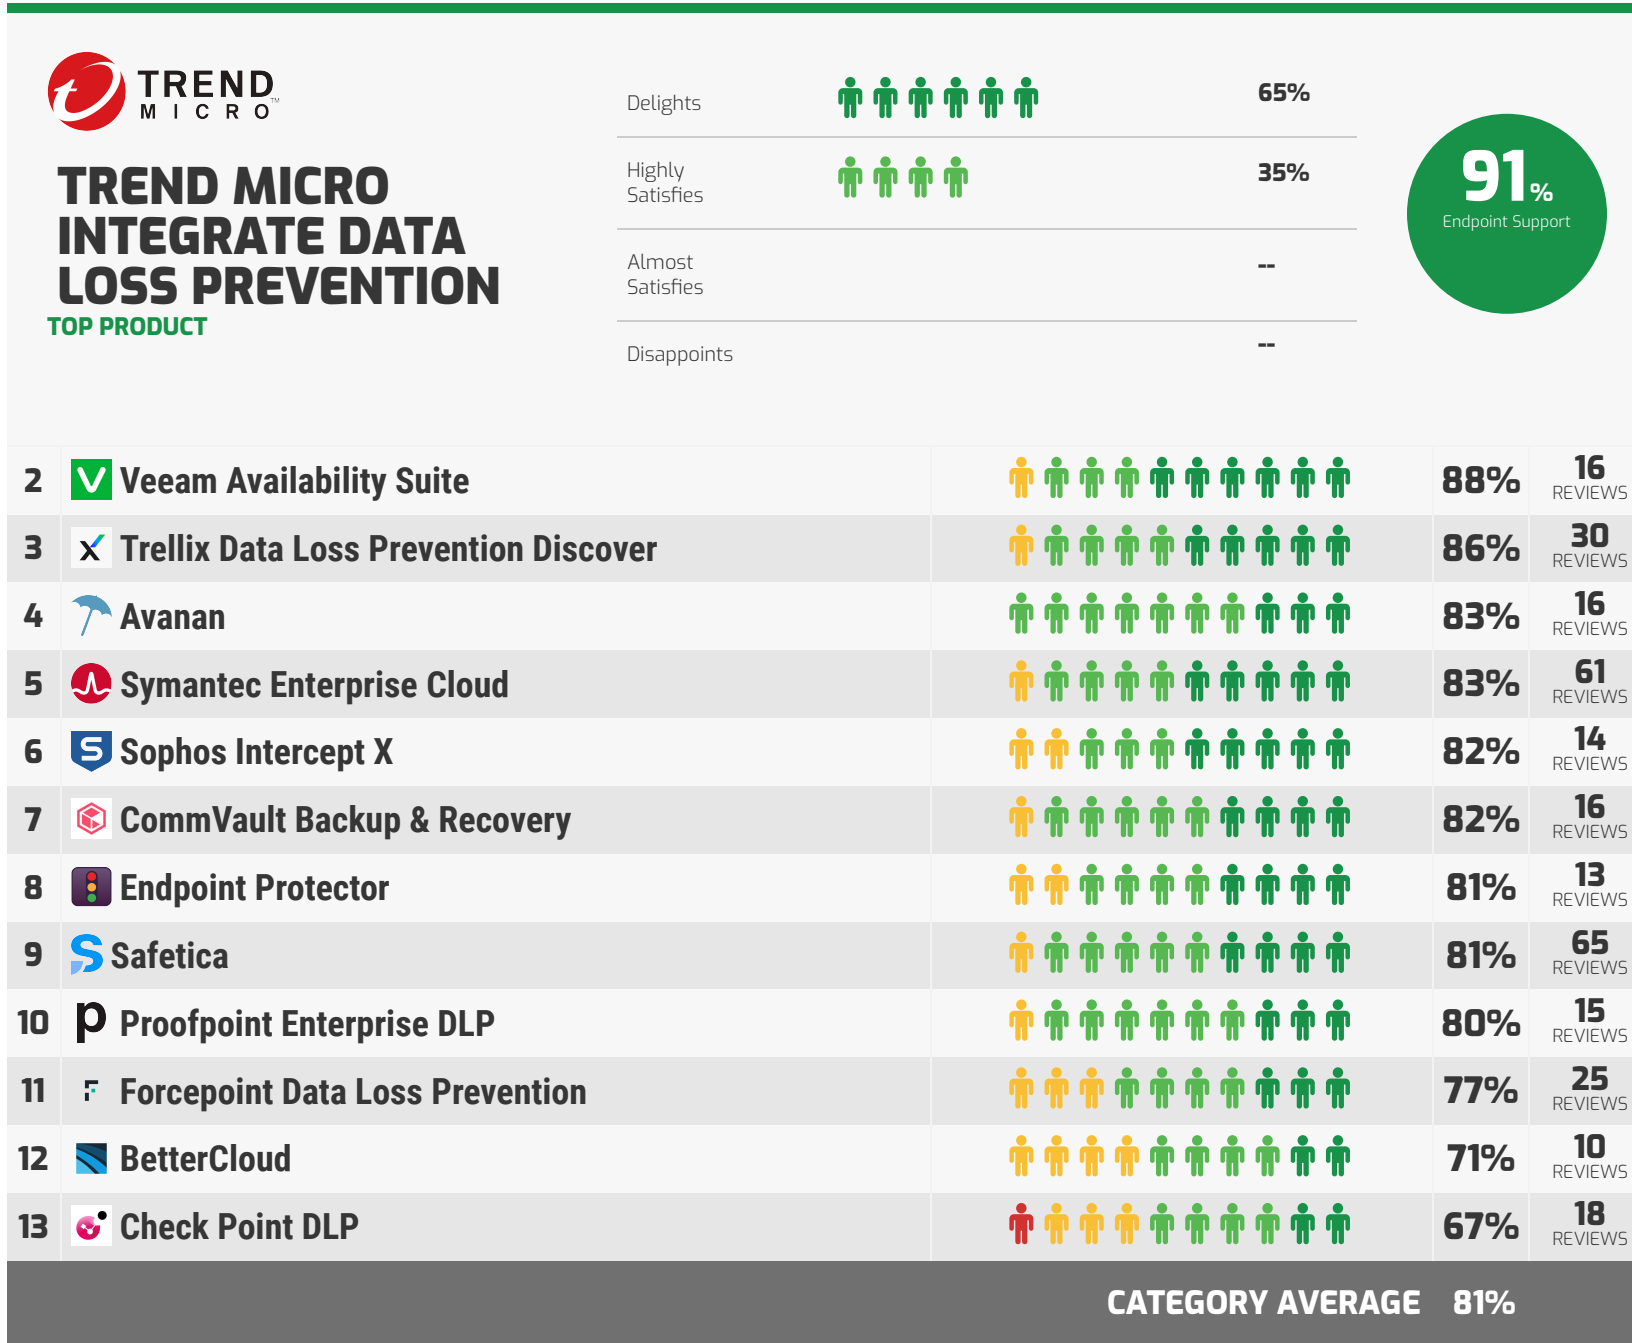 TREND
MICRO™
TREND MICRO
INTEGRATE DATA
LOSS PREVENTION
TOP PRODUCT
Delights 65%
Highly
Satisfies 35%
Almost
Satisfies --
Disappoints --
91%
Endpoint Support
2 Veeam Availability Suite 88% 16
REVIEWS
3 Trellix Data Loss Prevention Discover 86% 30
REVIEWS
4 Avanan 83% 16
REVIEWS
5 Symantec Enterprise Cloud 83% 61
REVIEWS
6 Sophos Intercept X 82% 14
REVIEWS
7 CommVault Backup & Recovery 82% 16
REVIEWS
8 Endpoint Protector 81% 13
REVIEWS
9 Safetica 81% 65
REVIEWS
10 Proofpoint Enterprise DLP 80% 15
REVIEWS
11 Forcepoint Data Loss Prevention 77% 25
REVIEWS
12 BetterCloud 71% 10
REVIEWS
13 Check Point DLP 67% 18
REVIEWS
CATEGORY AVERAGE 81%